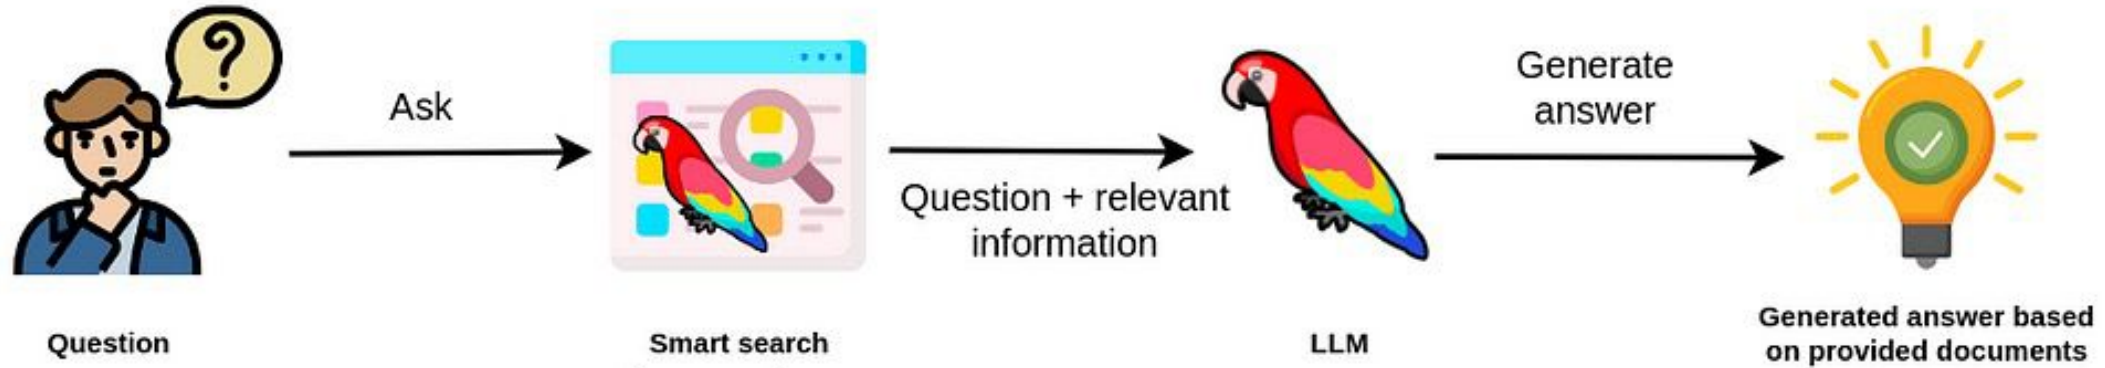 ?
Ask
Question + relevant
information
Generate
answer
Question
Smart search
LLM
Generated answer based
on provided documents